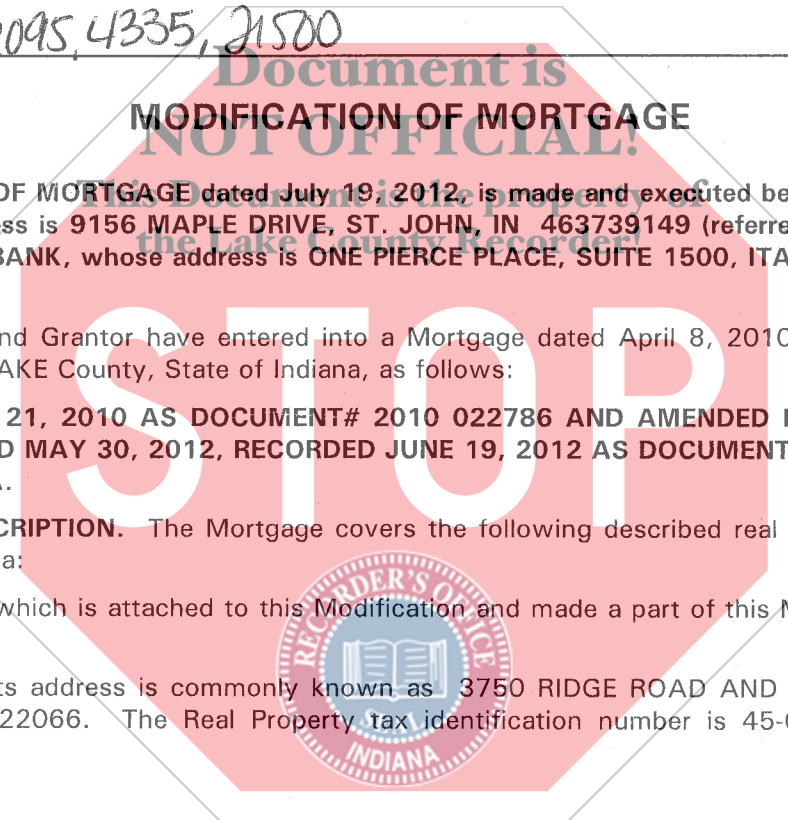 2095, 4335, 21500
Document is
MODIFICATION OF MORTGAGE
NOT OFFICIAL!
OF MORTGAGE dated July 19, 2012, is made and executed be
This Document is the property of
ss is 9156 MAPLE DRIVE, ST. JOHN, IN 463739149 (referre
the Lake County Recorder!
BANK, whose address is ONE PIERCE PLACE, SUITE 1500, ITA
nd Grantor have entered into a Mortgage dated April 8, 2010
AKE County, State of Indiana, as follows:
21, 2010 AS DOCUMENT# 2010 022786 AND AMENDED
D MAY 30, 2012, RECORDED JUNE 19, 2012 AS DOCUMENT
A.
STOP
CRIPTION. The Mortgage covers the following described real
a:
which is attached to this Modification and made a part of this M
RECORDER'S OFFICE
SEAL
INDIANA
ts address is commonly known as 3750 RIDGE ROAD AND
22066. The Real Property tax identification number is 45-